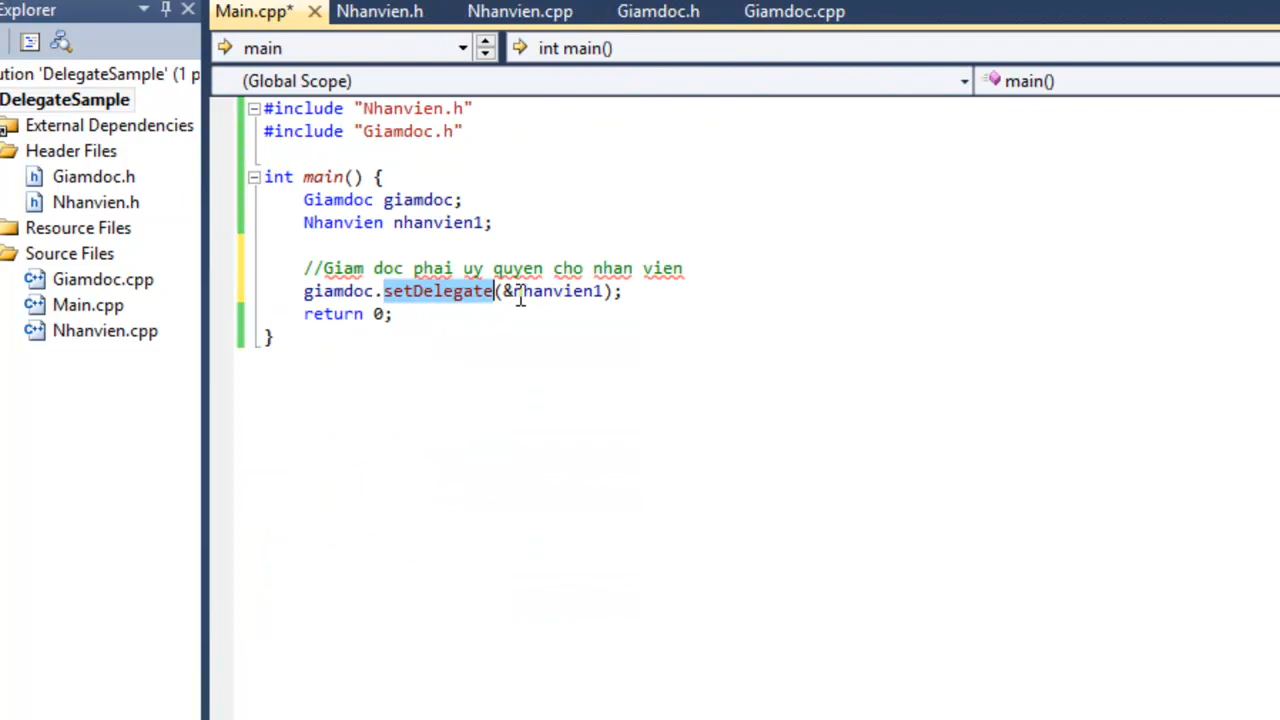 Explorer
Main.cpp* Nhanvien.h Nhanvien.cpp Giamdoc.h Giamdoc.cpp
main int main()
(Global Scope) main()
ution 'DelegateSample' (1 p
DelegateSample
External Dependencies
Header Files
Giamdoc.h
Nhanvien.h
Resource Files
Source Files
Giamdoc.cpp
Main.cpp
Nhanvien.cpp
#include "Nhanvien.h"
#include "Giamdoc.h"
int main() {
Giamdoc giamdoc;
Nhanvien nhanvien1;
//Giam doc phai uy quyen cho nhan vien
giamdoc.setDelegate(&nhanvien1);
return 0;
}